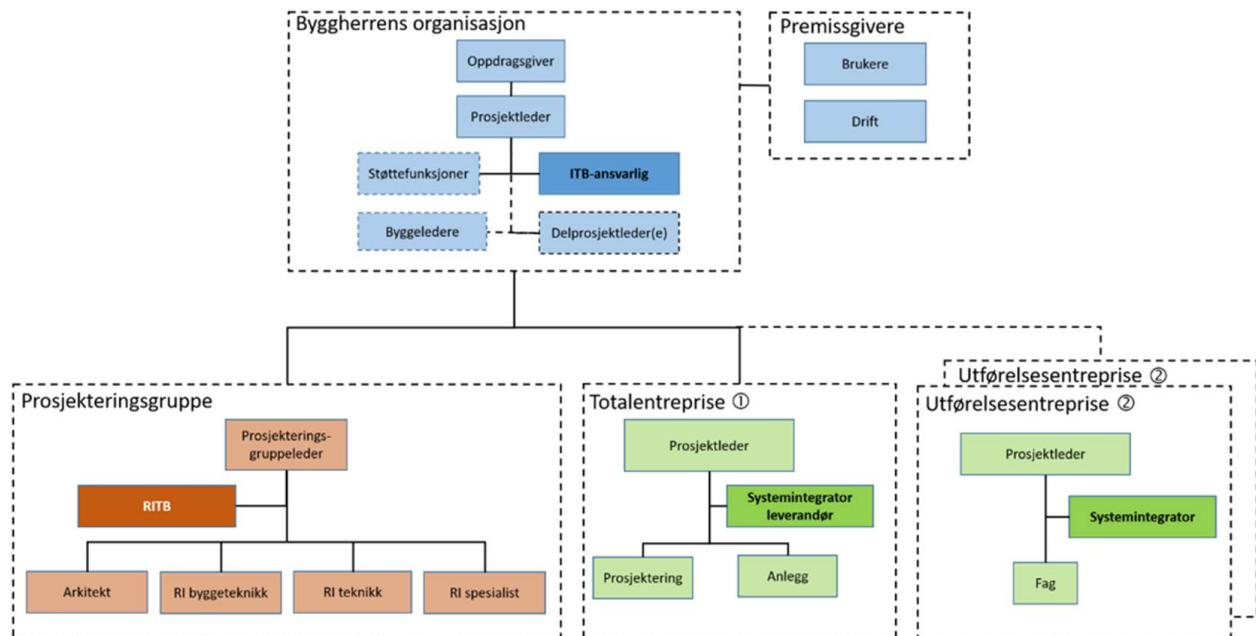 Byggherrens organisasjon
Oppdragsgiver
Prosjektleder
Støttefunksjoner
ITB-ansvarlig
Byggeledere
Delprosjektleder(e)
Premissgivere
Brukere
Drift
Prosjekteringsgruppe
Prosjekterings-
gruppeleder
RITB
Arkitekt
RI byggeteknikk
RI teknikk
RI spesialist
Totalentreprise ①
Prosjektleder
Systemintegrator
leverandør
Prosjektering
Anlegg
Utførelsesentreprise ②
Utførelsesentreprise ②
Prosjektleder
Systemintegrator
Fag